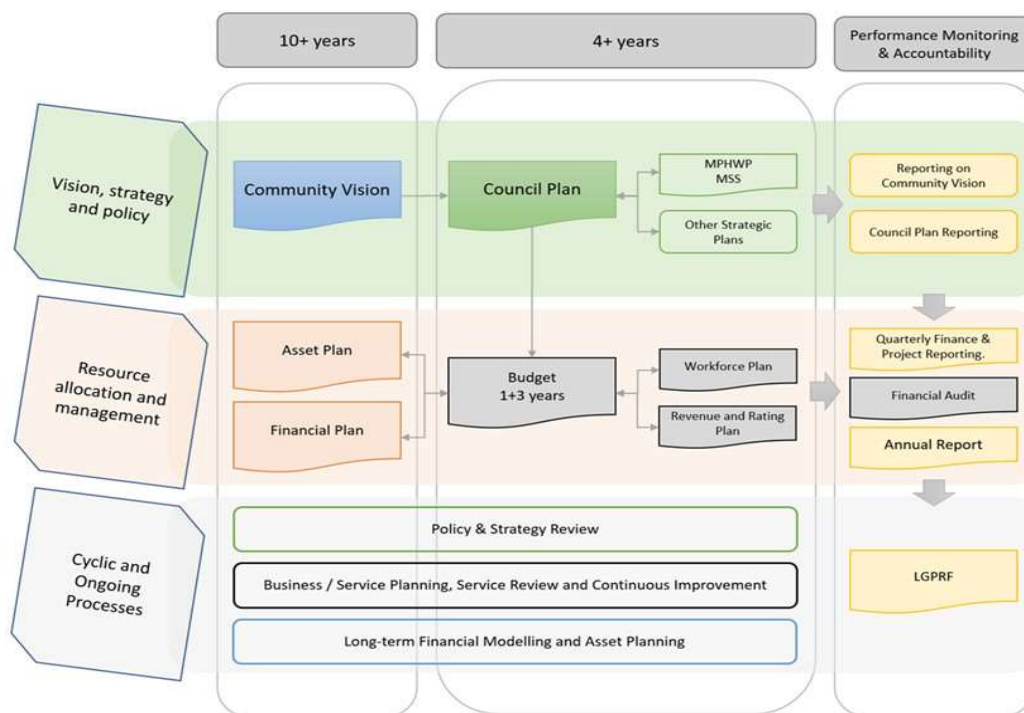 10+ years
4+ years
Performance Monitoring
& Accountability
Vision, strategy
and policy
Community Vision
Council Plan
MPHWP
MSS
Other Strategic
Plans
Reporting on
Community Vision
Council Plan Reporting
Resource
allocation and
management
Asset Plan
Financial Plan
Budget
1+3 years
Workforce Plan
Revenue and Rating
Plan
Quarterly Finance &
Project Reporting.
Financial Audit
Annual Report
Cyclic and
Ongoing
Processes
Policy & Strategy Review
Business / Service Planning, Service Review and Continuous Improvement
Long-term Financial Modelling and Asset Planning
LGPRF